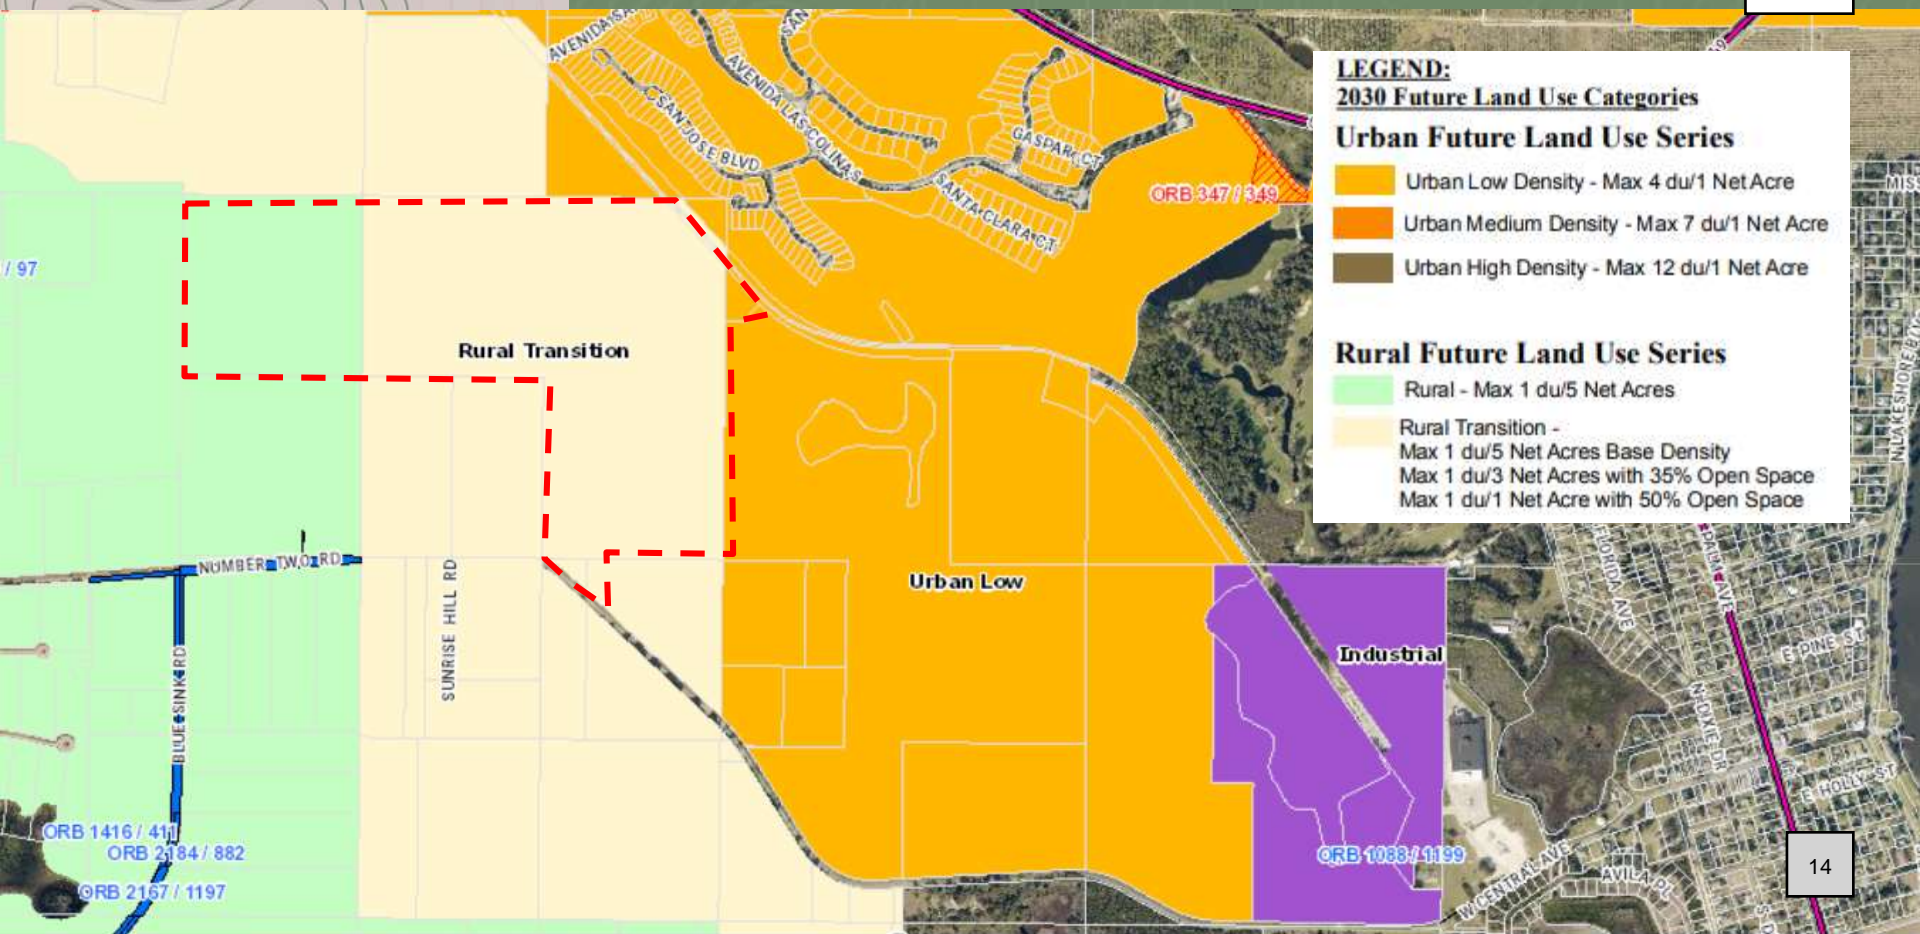 LEGEND:
2030 Future Land Use Categories
Urban Future Land Use Series
Urban Low Density - Max 4 du/1 Net Acre
Urban Medium Density - Max 7 du/1 Net Acre
Urban High Density - Max 12 du/1 Net Acre
Rural Future Land Use Series
Rural - Max 1 du/5 Net Acres
Rural Transition -
Max 1 du/5 Net Acres Base Density
Max 1 du/3 Net Acres with 35% Open Space
Max 1 du/1 Net Acre with 50% Open Space
19
AVENIDA LAS COLINAS
SAN JOSE BLVD
GASPAR CT
SANTA CLARA CT
ORB 347 / 349
/ 97
Rural Transition
NUMBER TWO RD
SUNRISE HILL RD
BLUE SINK RD
Urban Low
Industrial
N LAKESHORE BLVD
FLORIDA AVE
PALM AVE
E PINE ST
N DIXIE DR
E HOLLY ST
ORB 1416 / 411
ORB 2184 / 882
ORB 2167 / 1197
ORB 1088 / 1199
W CENTRAL AVE
AVILA PL
14